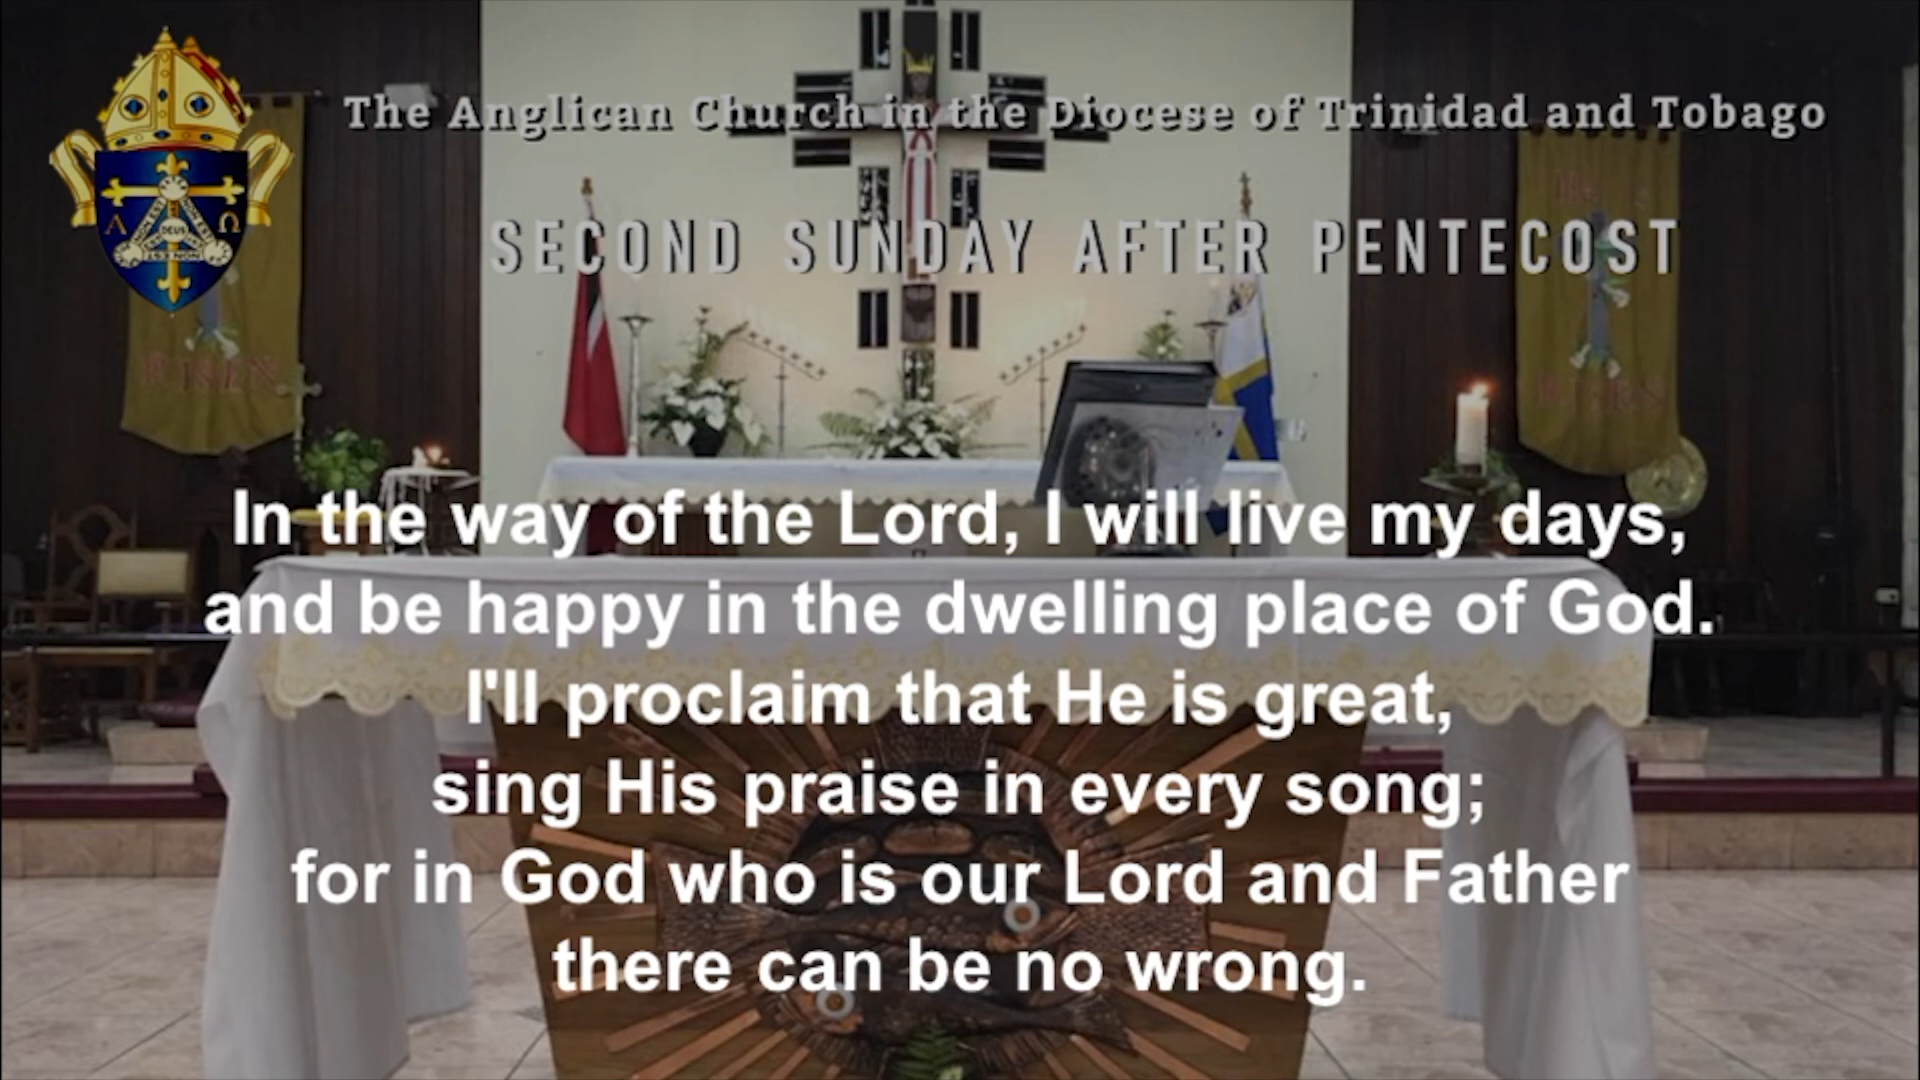 The Anglican Church in the Diocese of Trinidad and Tobago
SECOND SUNDAY AFTER PENTECOST
Α Ω
DEUS
In the way of the Lord, I will live my days,
and be happy in the dwelling place of God.
I'll proclaim that He is great,
sing His praise in every song;
for in God who is our Lord and Father
there can be no wrong.